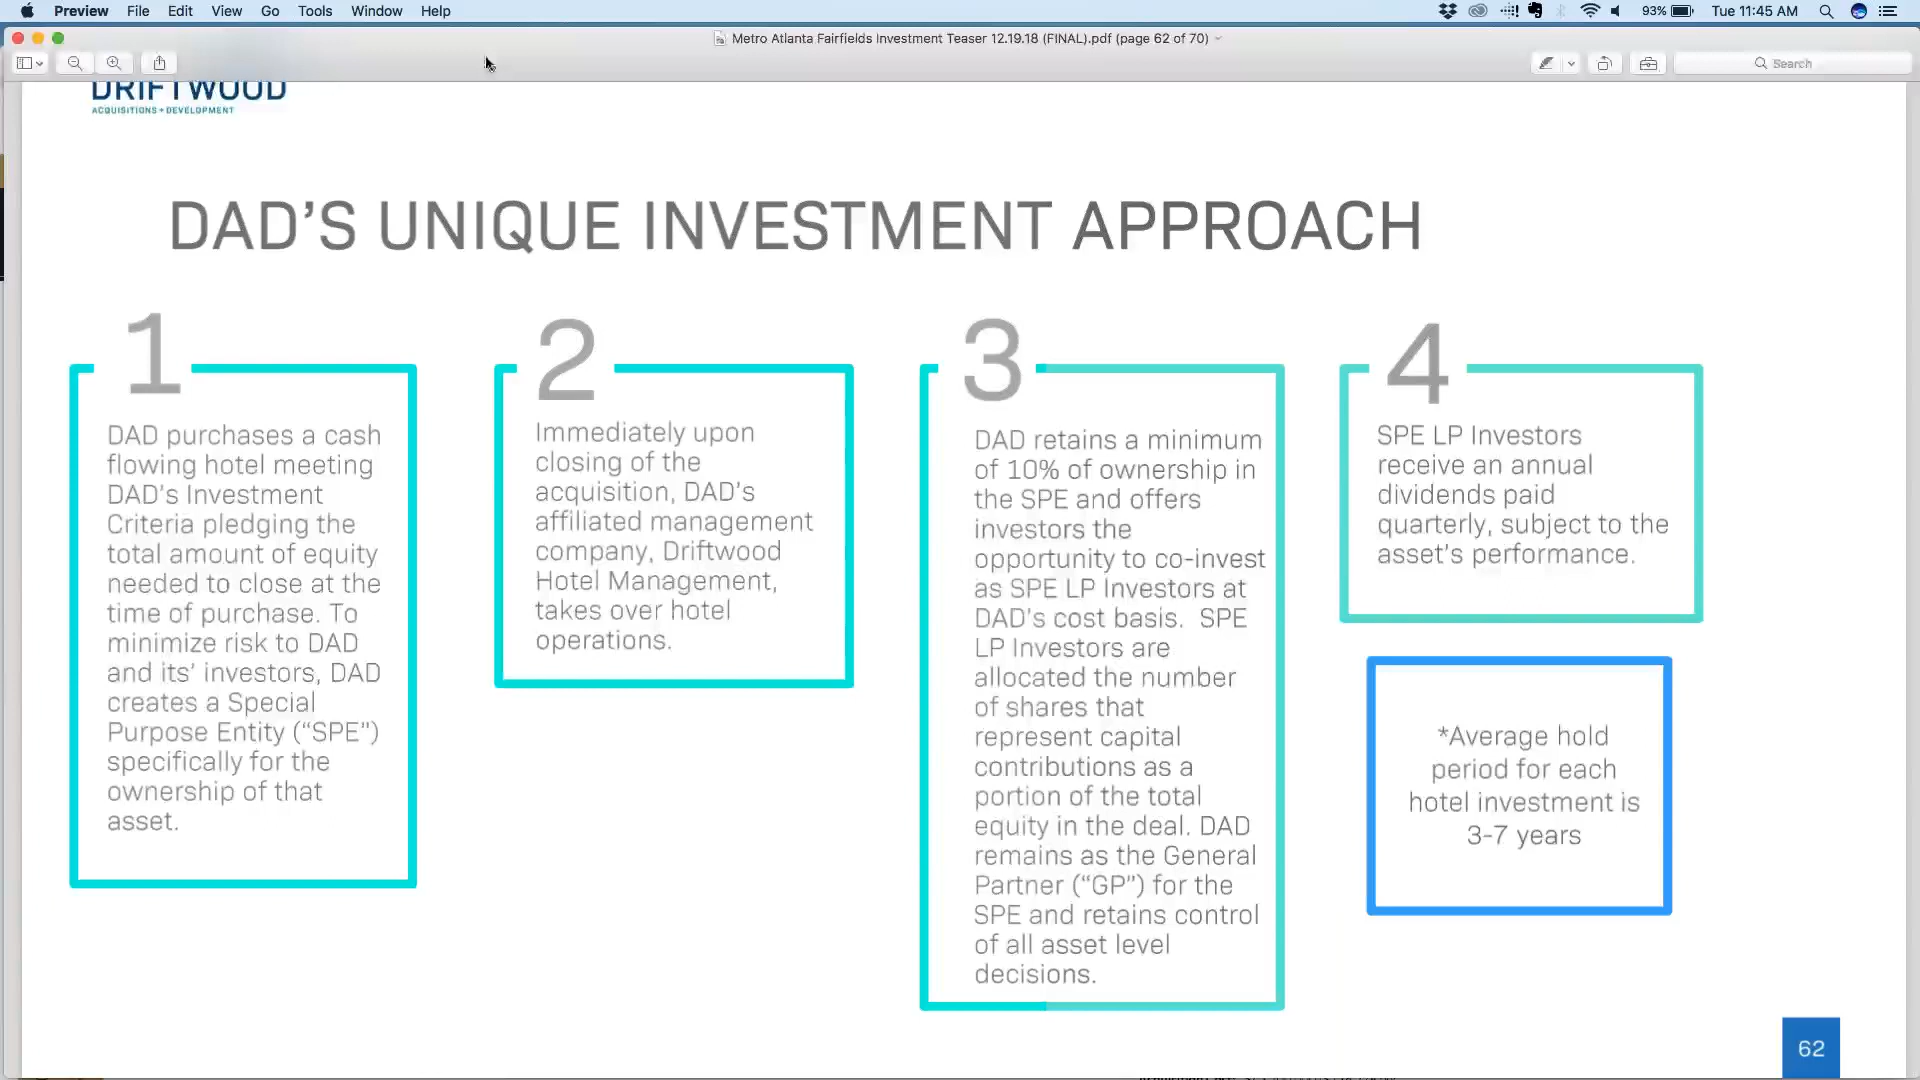 Preview File Edit View Go Tools Window Help
93% Tue 11:45 AM
Metro Atlanta Fairfields Investment Teaser 12.19.18 (FINAL).pdf (page 62 of 70)
Search
DRIFTWOOD
ACQUISITIONS + DEVELOPMENT
DAD'S UNIQUE INVESTMENT APPROACH
1
DAD purchases a cash
flowing hotel meeting
DAD's Investment
Criteria pledging the
total amount of equity
needed to close at the
time of purchase. To
minimize risk to DAD
and its' investors, DAD
creates a Special
Purpose Entity (“SPE”)
specifically for the
ownership of that
asset.
2
Immediately upon
closing of the
acquisition, DAD's
affiliated management
company, Driftwood
Hotel Management,
takes over hotel
operations.
3
DAD retains a minimum
of 10% of ownership in
the SPE and offers
investors the
opportunity to co-invest
as SPE LP Investors at
DAD's cost basis. SPE
LP Investors are
allocated the number
of shares that
represent capital
contributions as a
portion of the total
equity in the deal. DAD
remains as the General
Partner (“GP”) for the
SPE and retains control
of all asset level
decisions.
4
SPE LP Investors
receive an annual
dividends paid
quarterly, subject to the
asset's performance.
*Average hold
period for each
hotel investment is
3-7 years
62